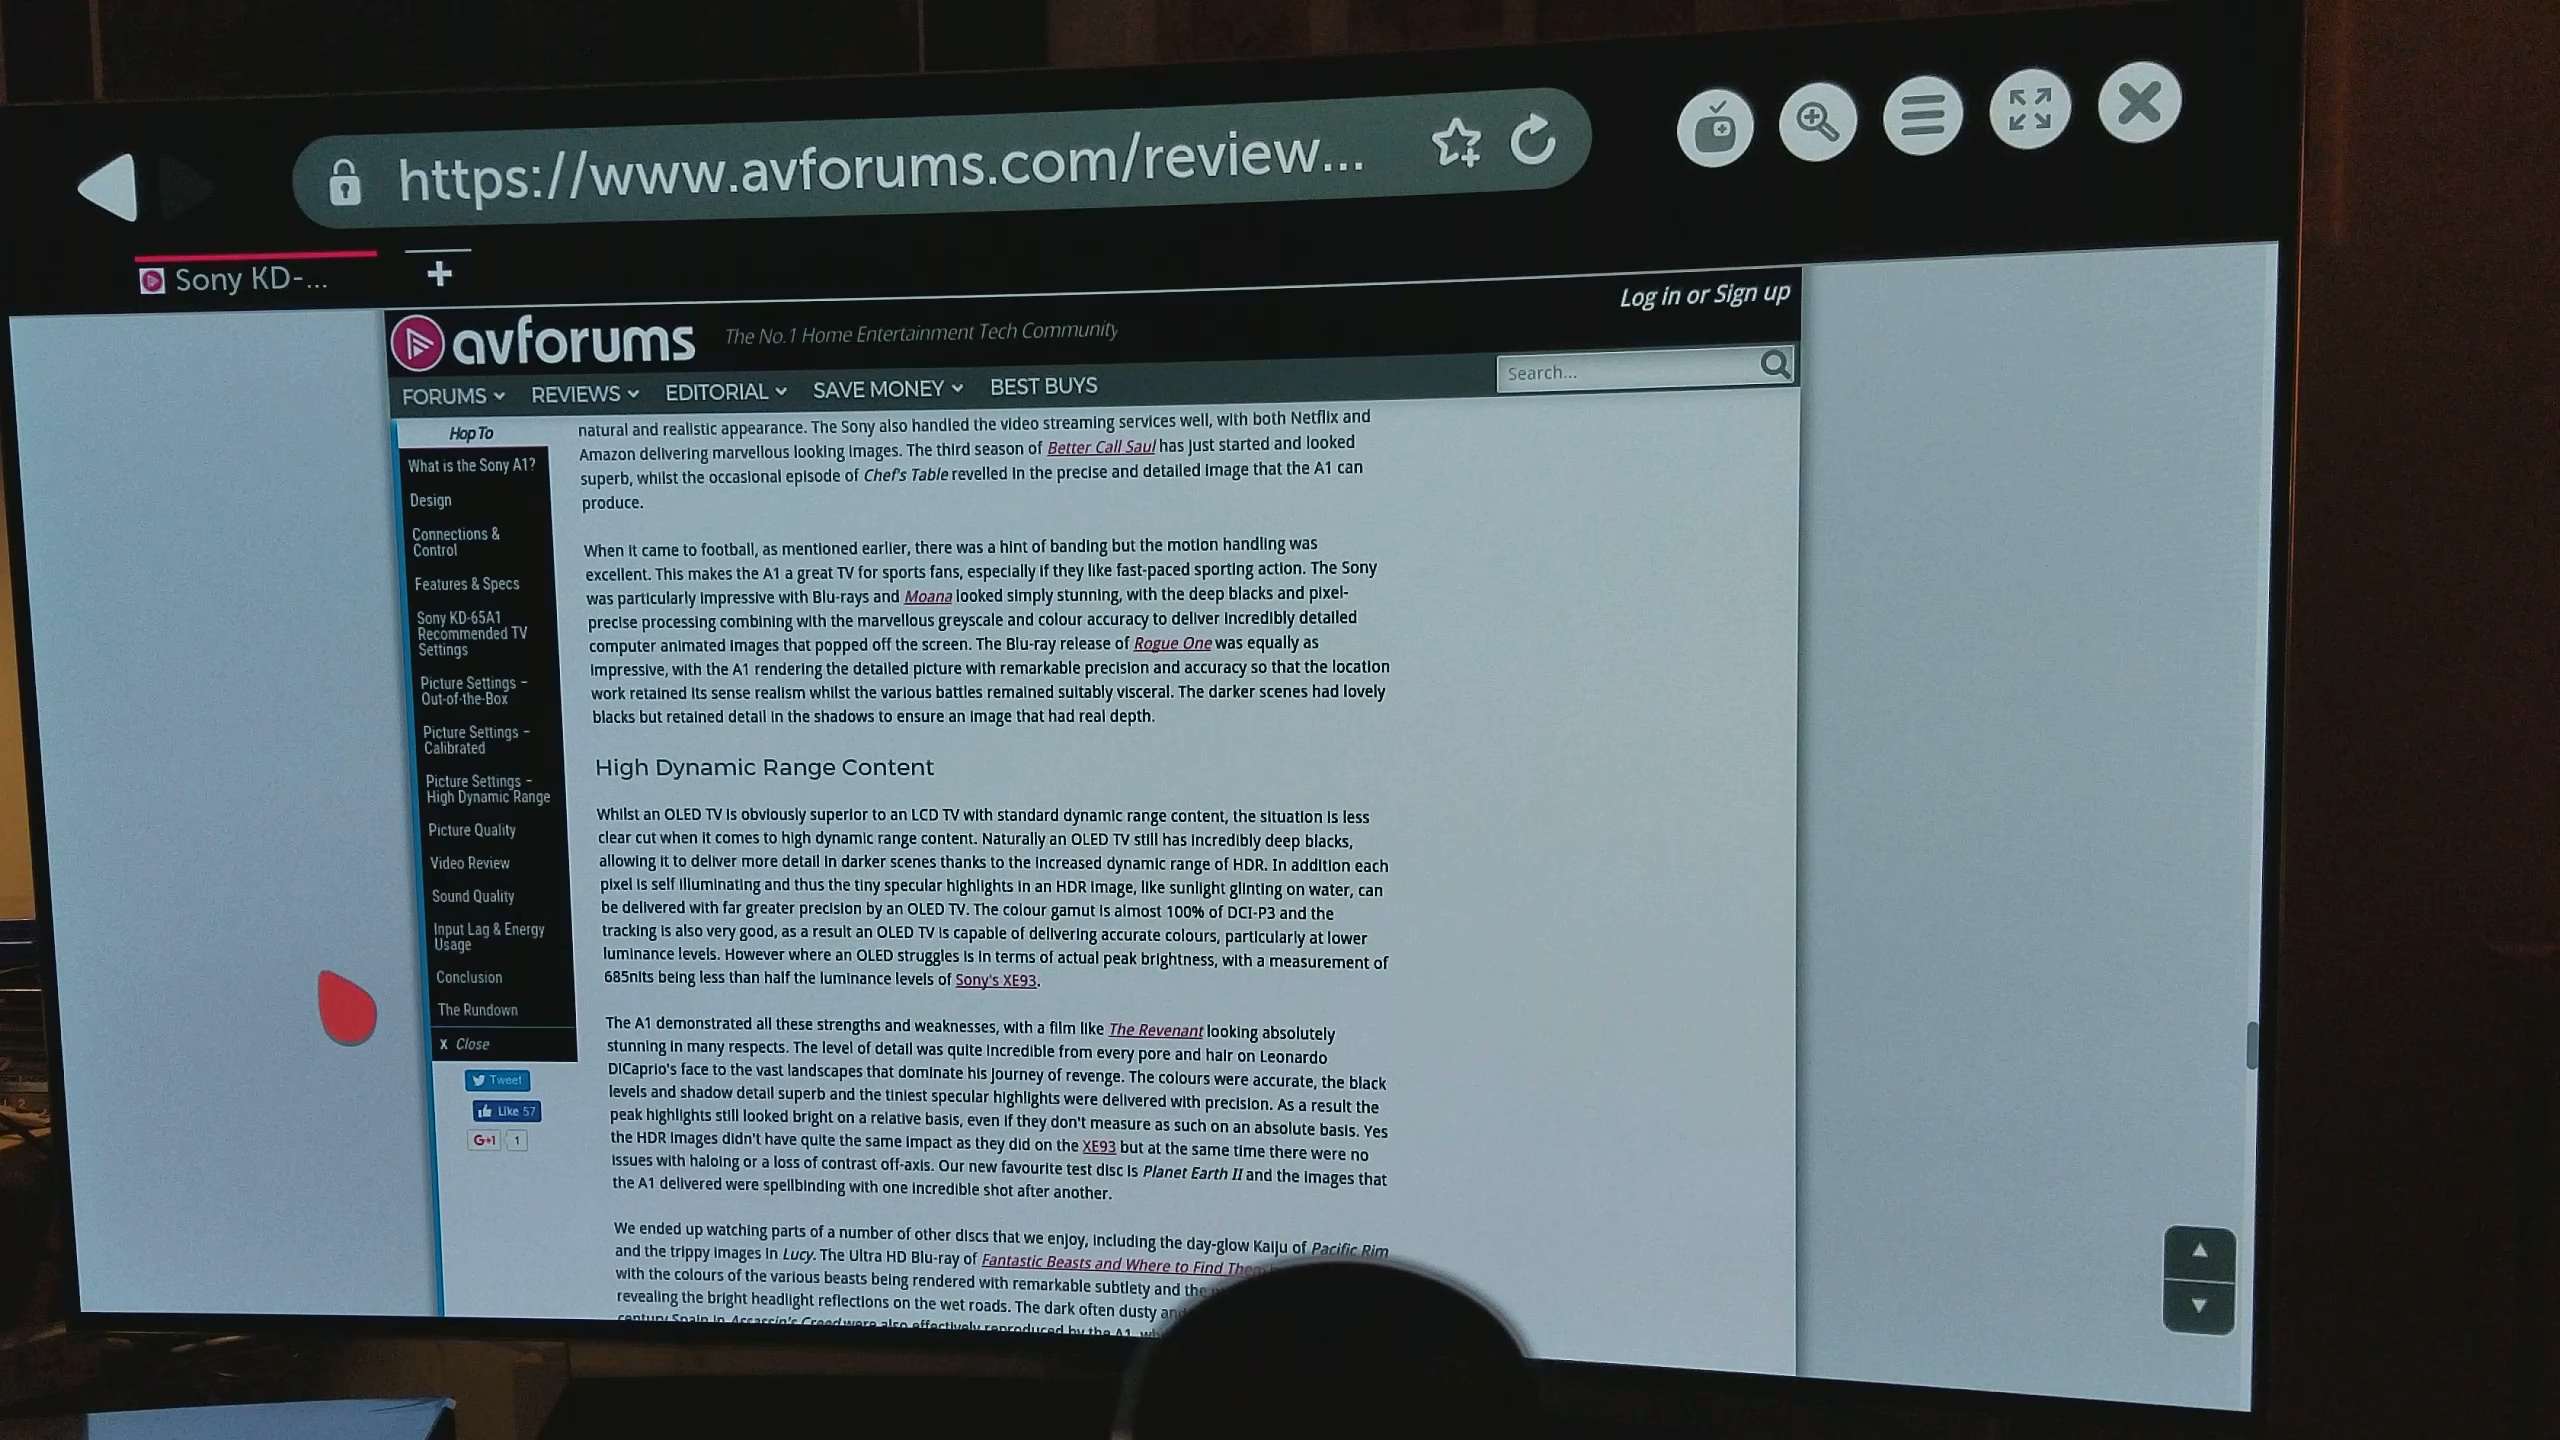 https://www.avforums.com/review...
Sony KD-...
+
Log in or Sign up
avforums The No.1 Home Entertainment Tech Community
Search...
FORUMS REVIEWS EDITORIAL SAVE MONEY BEST BUYS
Hop To
What is the Sony A1?
Design
Connections &
Control
Features & Specs
Sony KD-65A1
Recommended TV
Settings
Picture Settings -
Out-of-the-Box
Picture Settings -
Calibrated
Picture Settings -
High Dynamic Range
Picture Quality
Video Review
Sound Quality
Input Lag & Energy
Usage
Conclusion
The Rundown
x Close
Tweet
Like 57
G+1 1
natural and realistic appearance. The Sony also handled the video streaming services well, with both Netflix and
Amazon delivering marvellous looking images. The third season of Better Call Saul has just started and looked
superb, whilst the occasional episode of Chef's Table revelled in the precise and detailed image that the A1 can
produce.
When it came to football, as mentioned earlier, there was a hint of banding but the motion handling was
excellent. This makes the A1 a great TV for sports fans, especially if they like fast-paced sporting action. The Sony
was particularly impressive with Blu-rays and Moana looked simply stunning, with the deep blacks and pixel-
precise processing combining with the marvellous greyscale and colour accuracy to deliver incredibly detailed
computer animated images that popped off the screen. The Blu-ray release of Rogue One was equally as
impressive, with the A1 rendering the detailed picture with remarkable precision and accuracy so that the location
work retained its sense realism whilst the various battles remained suitably visceral. The darker scenes had lovely
blacks but retained detail in the shadows to ensure an image that had real depth.
High Dynamic Range Content
Whilst an OLED TV is obviously superior to an LCD TV with standard dynamic range content, the situation is less
clear cut when it comes to high dynamic range content. Naturally an OLED TV still has incredibly deep blacks,
allowing it to deliver more detail in darker scenes thanks to the increased dynamic range of HDR. In addition each
pixel is self illuminating and thus the tiny specular highlights in an HDR image, like sunlight glinting on water, can
be delivered with far greater precision by an OLED TV. The colour gamut is almost 100% of DCI-P3 and the
tracking is also very good, as a result an OLED TV is capable of delivering accurate colours, particularly at lower
luminance levels. However where an OLED struggles is in terms of actual peak brightness, with a measurement of
685nits being less than half the luminance levels of Sony's XE93.
The A1 demonstrated all these strengths and weaknesses, with a film like The Revenant looking absolutely
stunning in many respects. The level of detail was quite incredible from every pore and hair on Leonardo
DiCaprio's face to the vast landscapes that dominate his journey of revenge. The colours were accurate, the black
levels and shadow detail superb and the tiniest specular highlights were delivered with precision. As a result the
peak highlights still looked bright on a relative basis, even if they don't measure as such on an absolute basis. Yes
the HDR images didn't have quite the same impact as they did on the XE93 but at the same time there were no
issues with haloing or a loss of contrast off-axis. Our new favourite test disc is Planet Earth II and the images that
the A1 delivered were spellbinding with one incredible shot after another.
We ended up watching parts of a number of other discs that we enjoy, including the day-glow Kaiju of Pacific Rim
and the trippy images in Lucy. The Ultra HD Blu-ray of Fantastic Beasts and Where to Find
with the colours of the various beasts being rendered with remarkable subtlety and the
revealing the bright headlight reflections on the wet roads. The dark often dusty
century Spain in Assassin's Creed were also effectively reproduced by the A1,